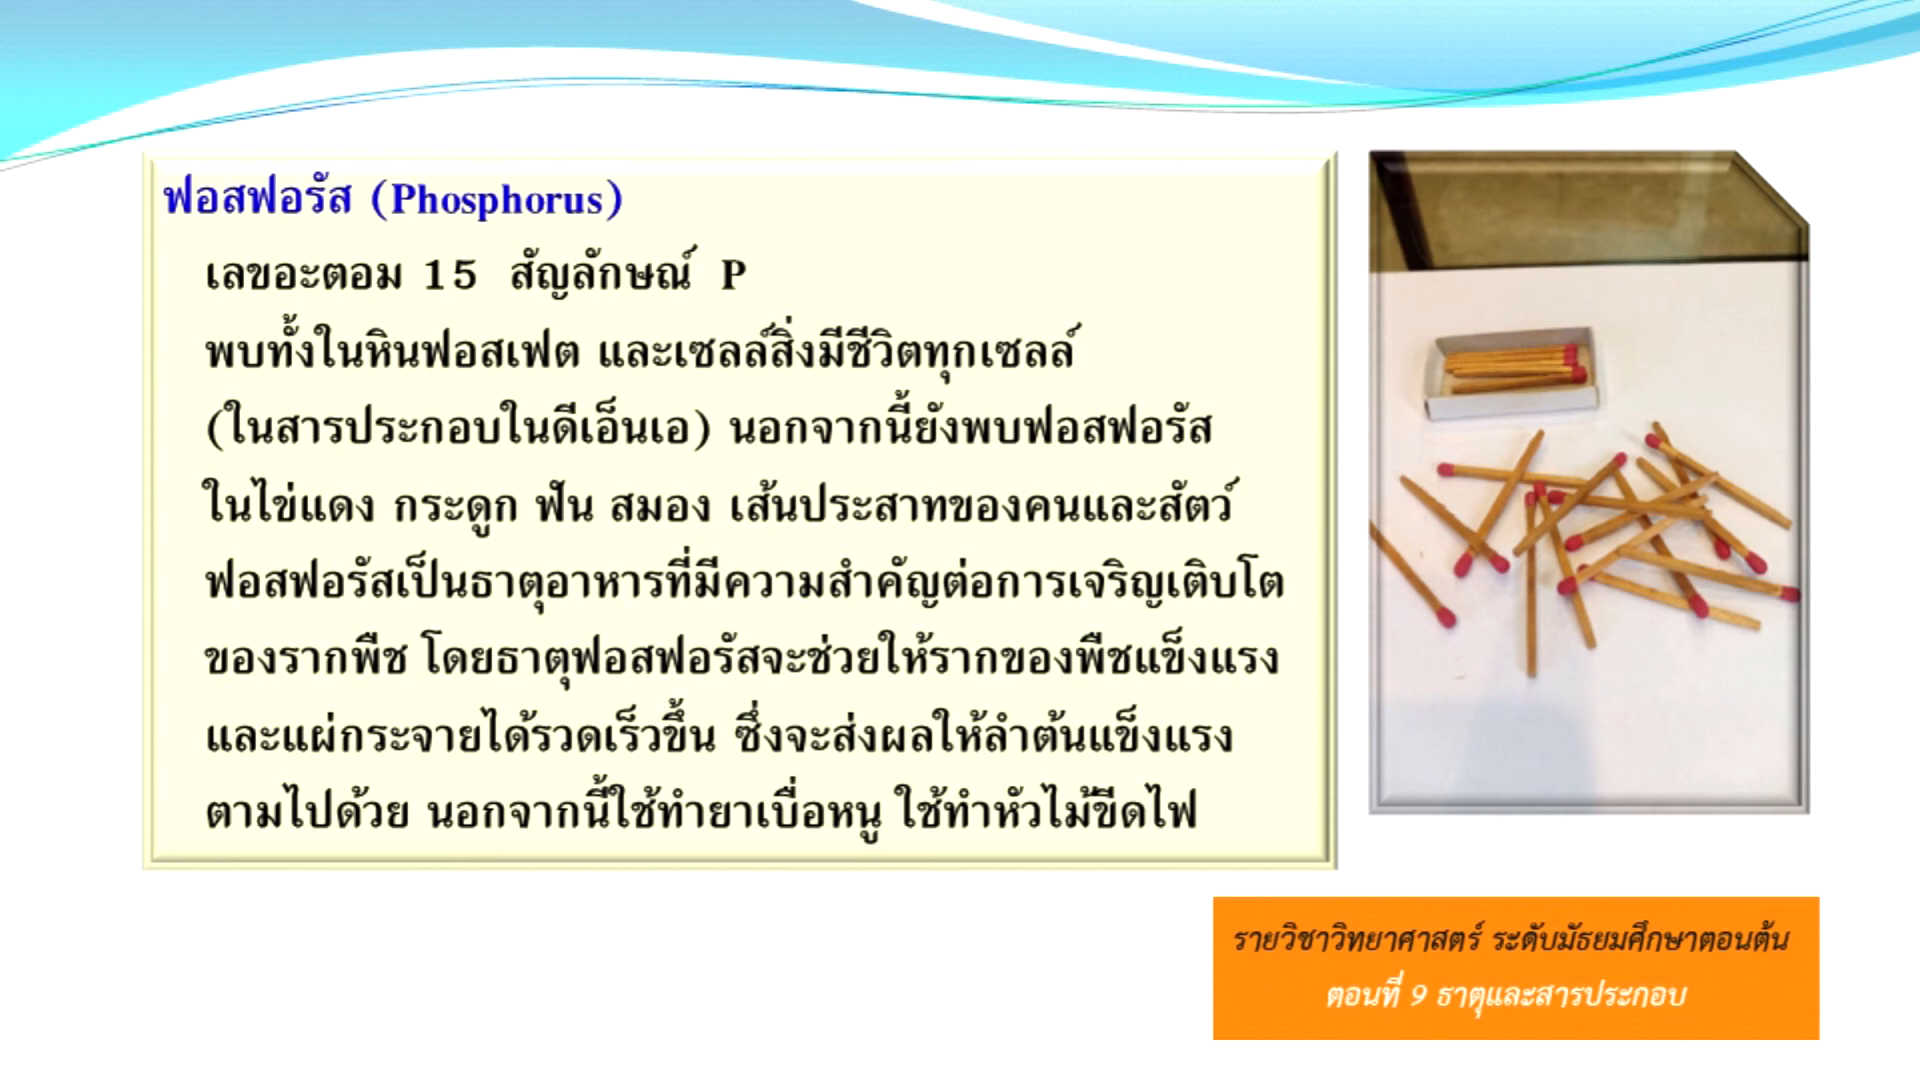 ฟอสฟอรัส (Phosphorus)
เลขอะตอม 15 สัญลักษณ์ P
พบทั้งในหินฟอสเฟต และเซลล์สิ่งมีชีวิตทุกเซลล์
(ในสารประกอบในดีเอ็นเอ) นอกจากนี้ยังพบฟอสฟอรัส
ในไข่แดง กระดูก ฟัน สมอง เส้นประสาทของคนและสัตว์
ฟอสฟอรัสเป็นธาตุอาหารที่มีความสำคัญต่อการเจริญเติบโต
ของรากพืช โดยธาตุฟอสฟอรัสจะช่วยให้รากของพืชแข็งแรง
และแผ่กระจายได้รวดเร็วขึ้น ซึ่งจะส่งผลให้ลำต้นแข็งแรง
ตามไปด้วย นอกจากนี้ใช้ทำยาเบื่อหนู ใช้ทำหัวไม้ขีดไฟ
รายวิชาวิทยาศาสตร์ ระดับมัธยมศึกษาตอนต้น
ตอนที่ 9 ธาตุและสารประกอบ